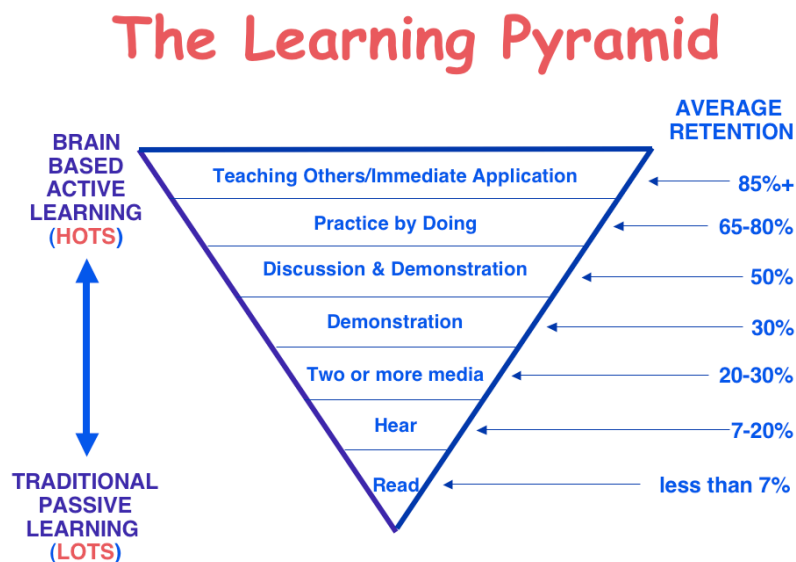 The Learning Pyramid
AVERAGE
RETENTION
BRAIN
BASED
ACTIVE
LEARNING
(HOTS)
Teaching Others/Immediate Application
85%+
Practice by Doing
65-80%
Discussion & Demonstration
50%
Demonstration
30%
Two or more media
20-30%
Hear
7-20%
Read
less than 7%
TRADITIONAL
PASSIVE
LEARNING
(LOTS)